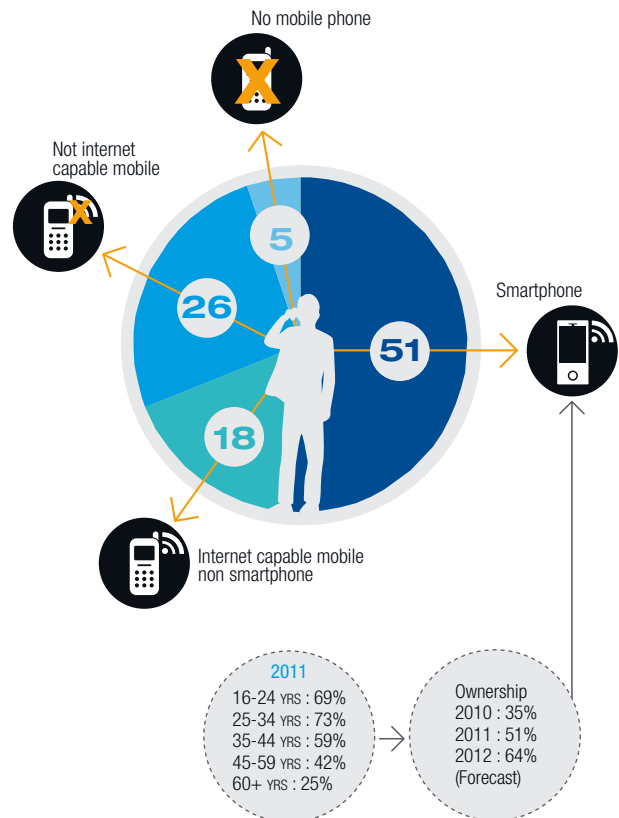 No mobile phone
Not internet
capable mobile
5
26
Smartphone
51
18
Internet capable mobile
non smartphone
2011
16-24 YRS : 69%
25-34 YRS : 73%
35-44 YRS : 59%
45-59 YRS : 42%
60+ YRS : 25%
Ownership
2010 : 35%
2011 : 51%
2012 : 64%
(Forecast)